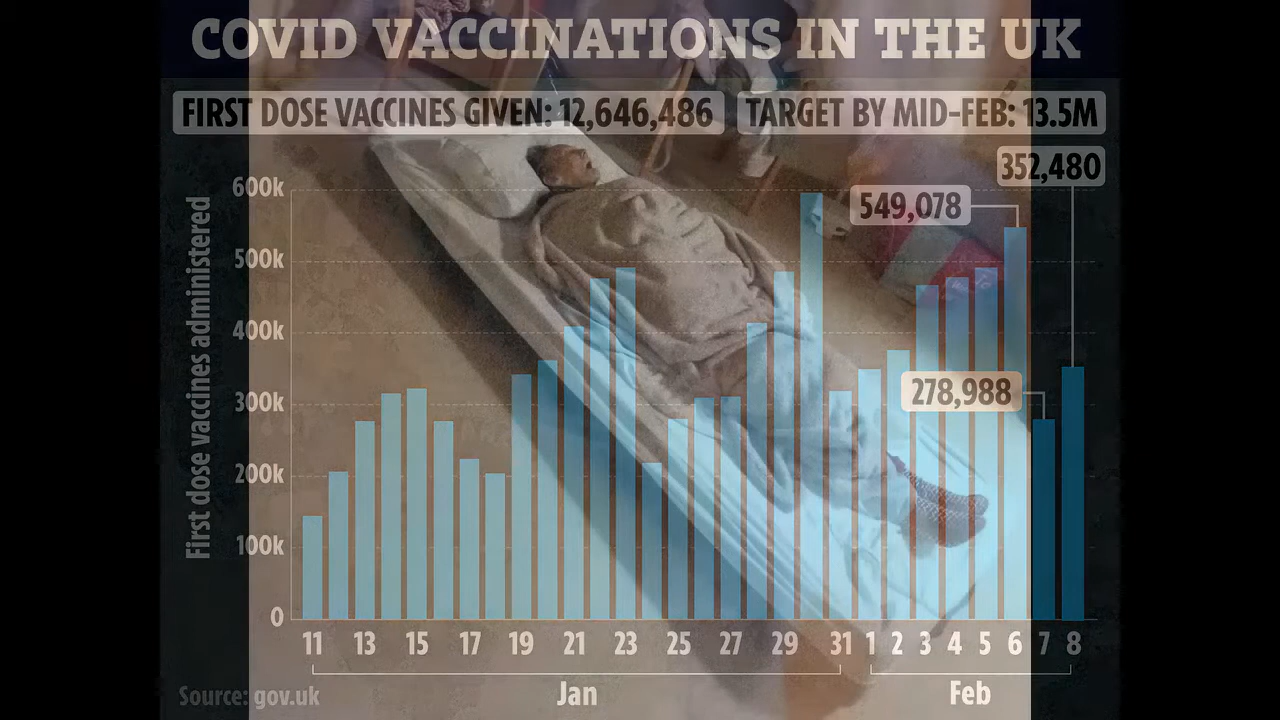 COVID VACCINATIONS IN THE UK
FIRST DOSE VACCINES GIVEN: 12,646,486
TARGET BY MID-FEB: 13.5M
352,480
549,078
278,988
First dose vaccines administered
600k
500k
400k
300k
200k
100k
0
11 13 15 17 19 21 23 25 27 29 31 1 2 3 4 5 6 7 8
Jan Feb
Source: gov.uk